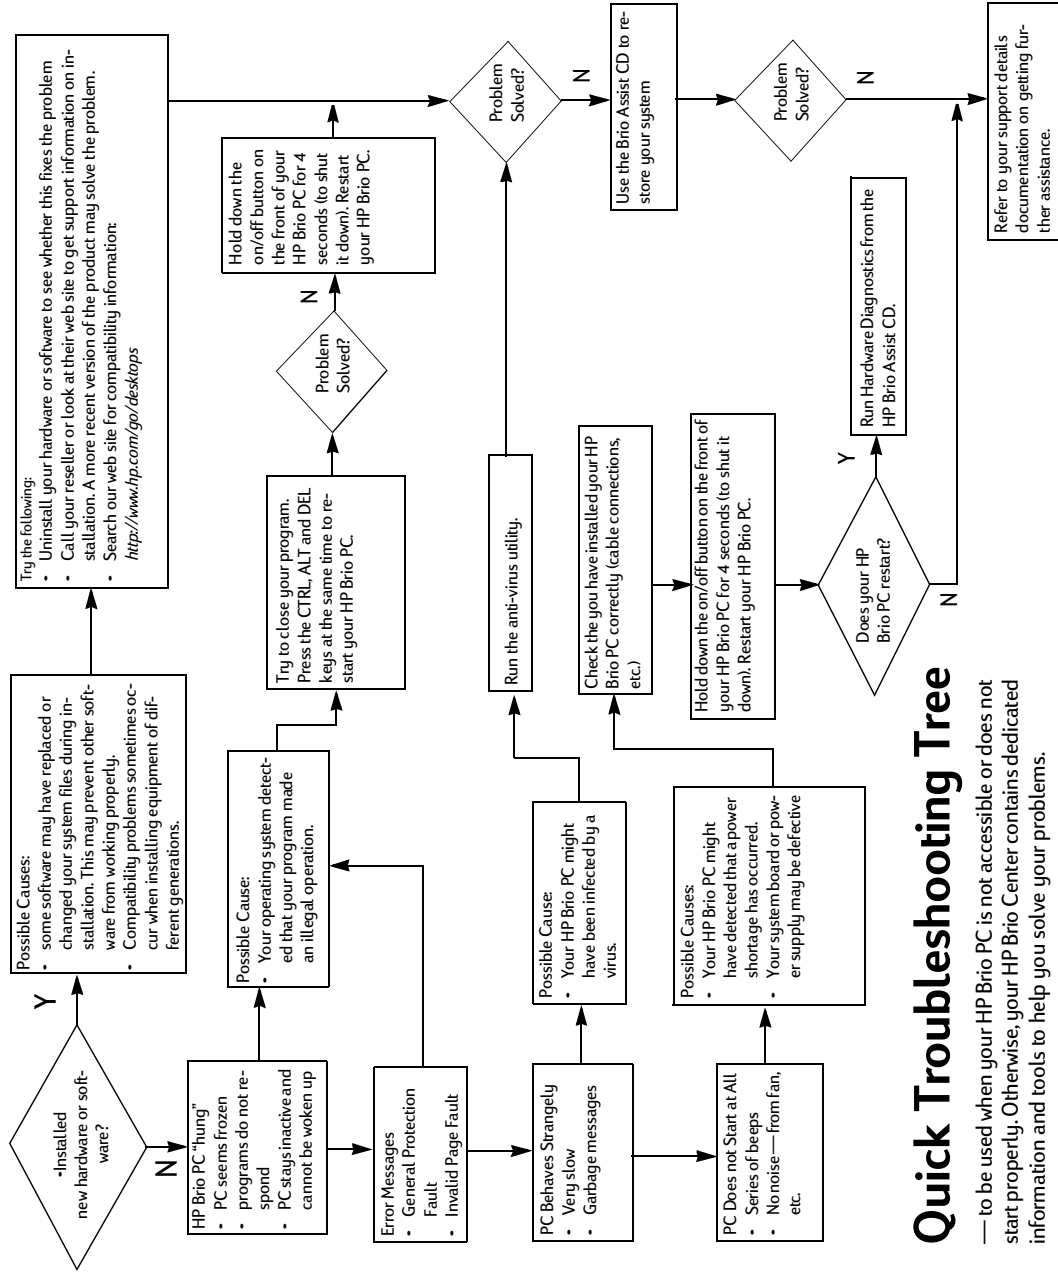 •Installed
new hardware or soft-
ware?
Y
N
Possible Causes:
• some software may have replaced or
changed your system files during in-
stallation. This may prevent other soft-
ware from working properly.
• Compatibility problems sometimes oc-
cur when installing equipment of dif-
ferent generations.
Try the following:
• Uninstall your hardware or software to see whether this fixes the problem
• Call your reseller or look at their web site to get support information on in-
stallation. A more recent version of the product may solve the problem.
• Search our web site for compatibility information:
http://www.hp.com/go/desktops
HP Brio PC "hung"
• PC seems frozen
• programs do not re-
spond
• PC stays inactive and
cannot be woken up
Possible Cause:
• Your operating system detect-
ed that your program made
an illegal operation.
Try to close your program.
Press the CTRL, ALT and DEL
keys at the same time to re-
start your HP Brio PC.
Problem
Solved?
N
Hold down the
on/off button on
the front of your
HP Brio PC for 4
seconds (to shut
it down). Restart
your HP Brio PC.
Error Messages
• General Protection
Fault
• Invalid Page Fault
PC Behaves Strangely
• Very slow
• Garbage messages
Possible Cause:
• Your HP Brio PC might
have been infected by a
virus.
Run the anti-virus utility.
Problem
Solved?
N
Use the Brio Assist CD to re-
store your system
Problem
Solved?
N
PC Does not Start at All
• Series of beeps
• No noise — from fan,
etc.
Possible Causes:
• Your HP Brio PC might
have detected that a power
shortage has occurred.
• Your system board or pow-
er supply may be defective
Check the you have installed your HP
Brio PC correctly (cable connections,
etc.)
Hold down the on/off button on the front of
your HP Brio PC for 4 seconds (to shut it
down). Restart your HP Brio PC.
Does your HP
Brio PC restart?
Y
N
Run Hardware Diagnostics from the
HP Brio Assist CD.
Refer to your support details
documentation on getting fur-
ther assistance.
Quick Troubleshooting Tree
— to be used when your HP Brio PC is not accessible or does not
start properly. Otherwise, your HP Brio Center contains dedicated
information and tools to help you solve your problems.